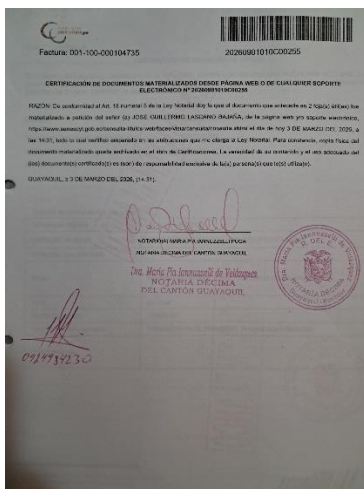 Factura: 001-100-000104735
20260901010C00255
CERTIFICACIÓN DE DOCUMENTOS MATERIALIZADOS DESDE PÁGINA WEB O DE CUALQUIER SOPORTE
ELECTRÓNICO N° 20260901010C00255
RAZÓN: De conformidad al Art. 18 numeral 5 de la Ley Notarial doy fe que el documento que antecede en 2 foja(s) útil(es) fue
materializado a petición del señor (a) JOSE GUILLERMO LASCANO BAJAÑA, de la página web y/o soporte electrónico,
el día de hoy 3 DE MARZO DEL 2026, a
las 14:31, todo lo cual certifico amparado en las atribuciones que me otorga la Ley Notarial. Para constancia, copia física del
documento materializado queda archivado en el libro de Certificaciones. La veracidad de su contenido y el uso adecuado del
(los) documento(s) certificado(s) es (son) de responsabilidad exclusiva de la(s) persona(s) que lo(s) utiliza(n).
GUAYAQUIL, a 3 DE MARZO DEL 2026, (14:31).
NOTARIO(A) MARIA PIA IANNUZZELLI PUGA
NOTARÍA DÉCIMA DEL CANTÓN GUAYAQUIL
Dra. María Pía Iannuzzelli de Velázquez
NOTARIA DÉCIMA
DEL CANTÓN GUAYAQUIL